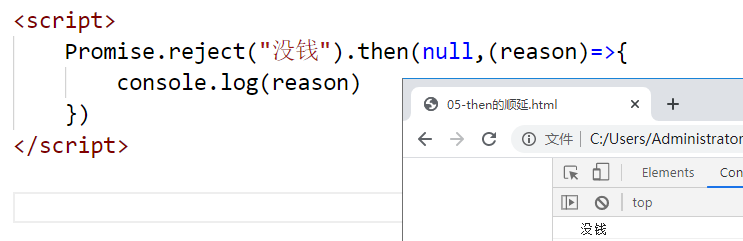 <script>
Promise.reject("没钱").then(null,(reason)=>{
console.log(reason)
})
</script>
05-then的顺延.html
文件 C:/Users/Administrator
Elements Con
top
没钱